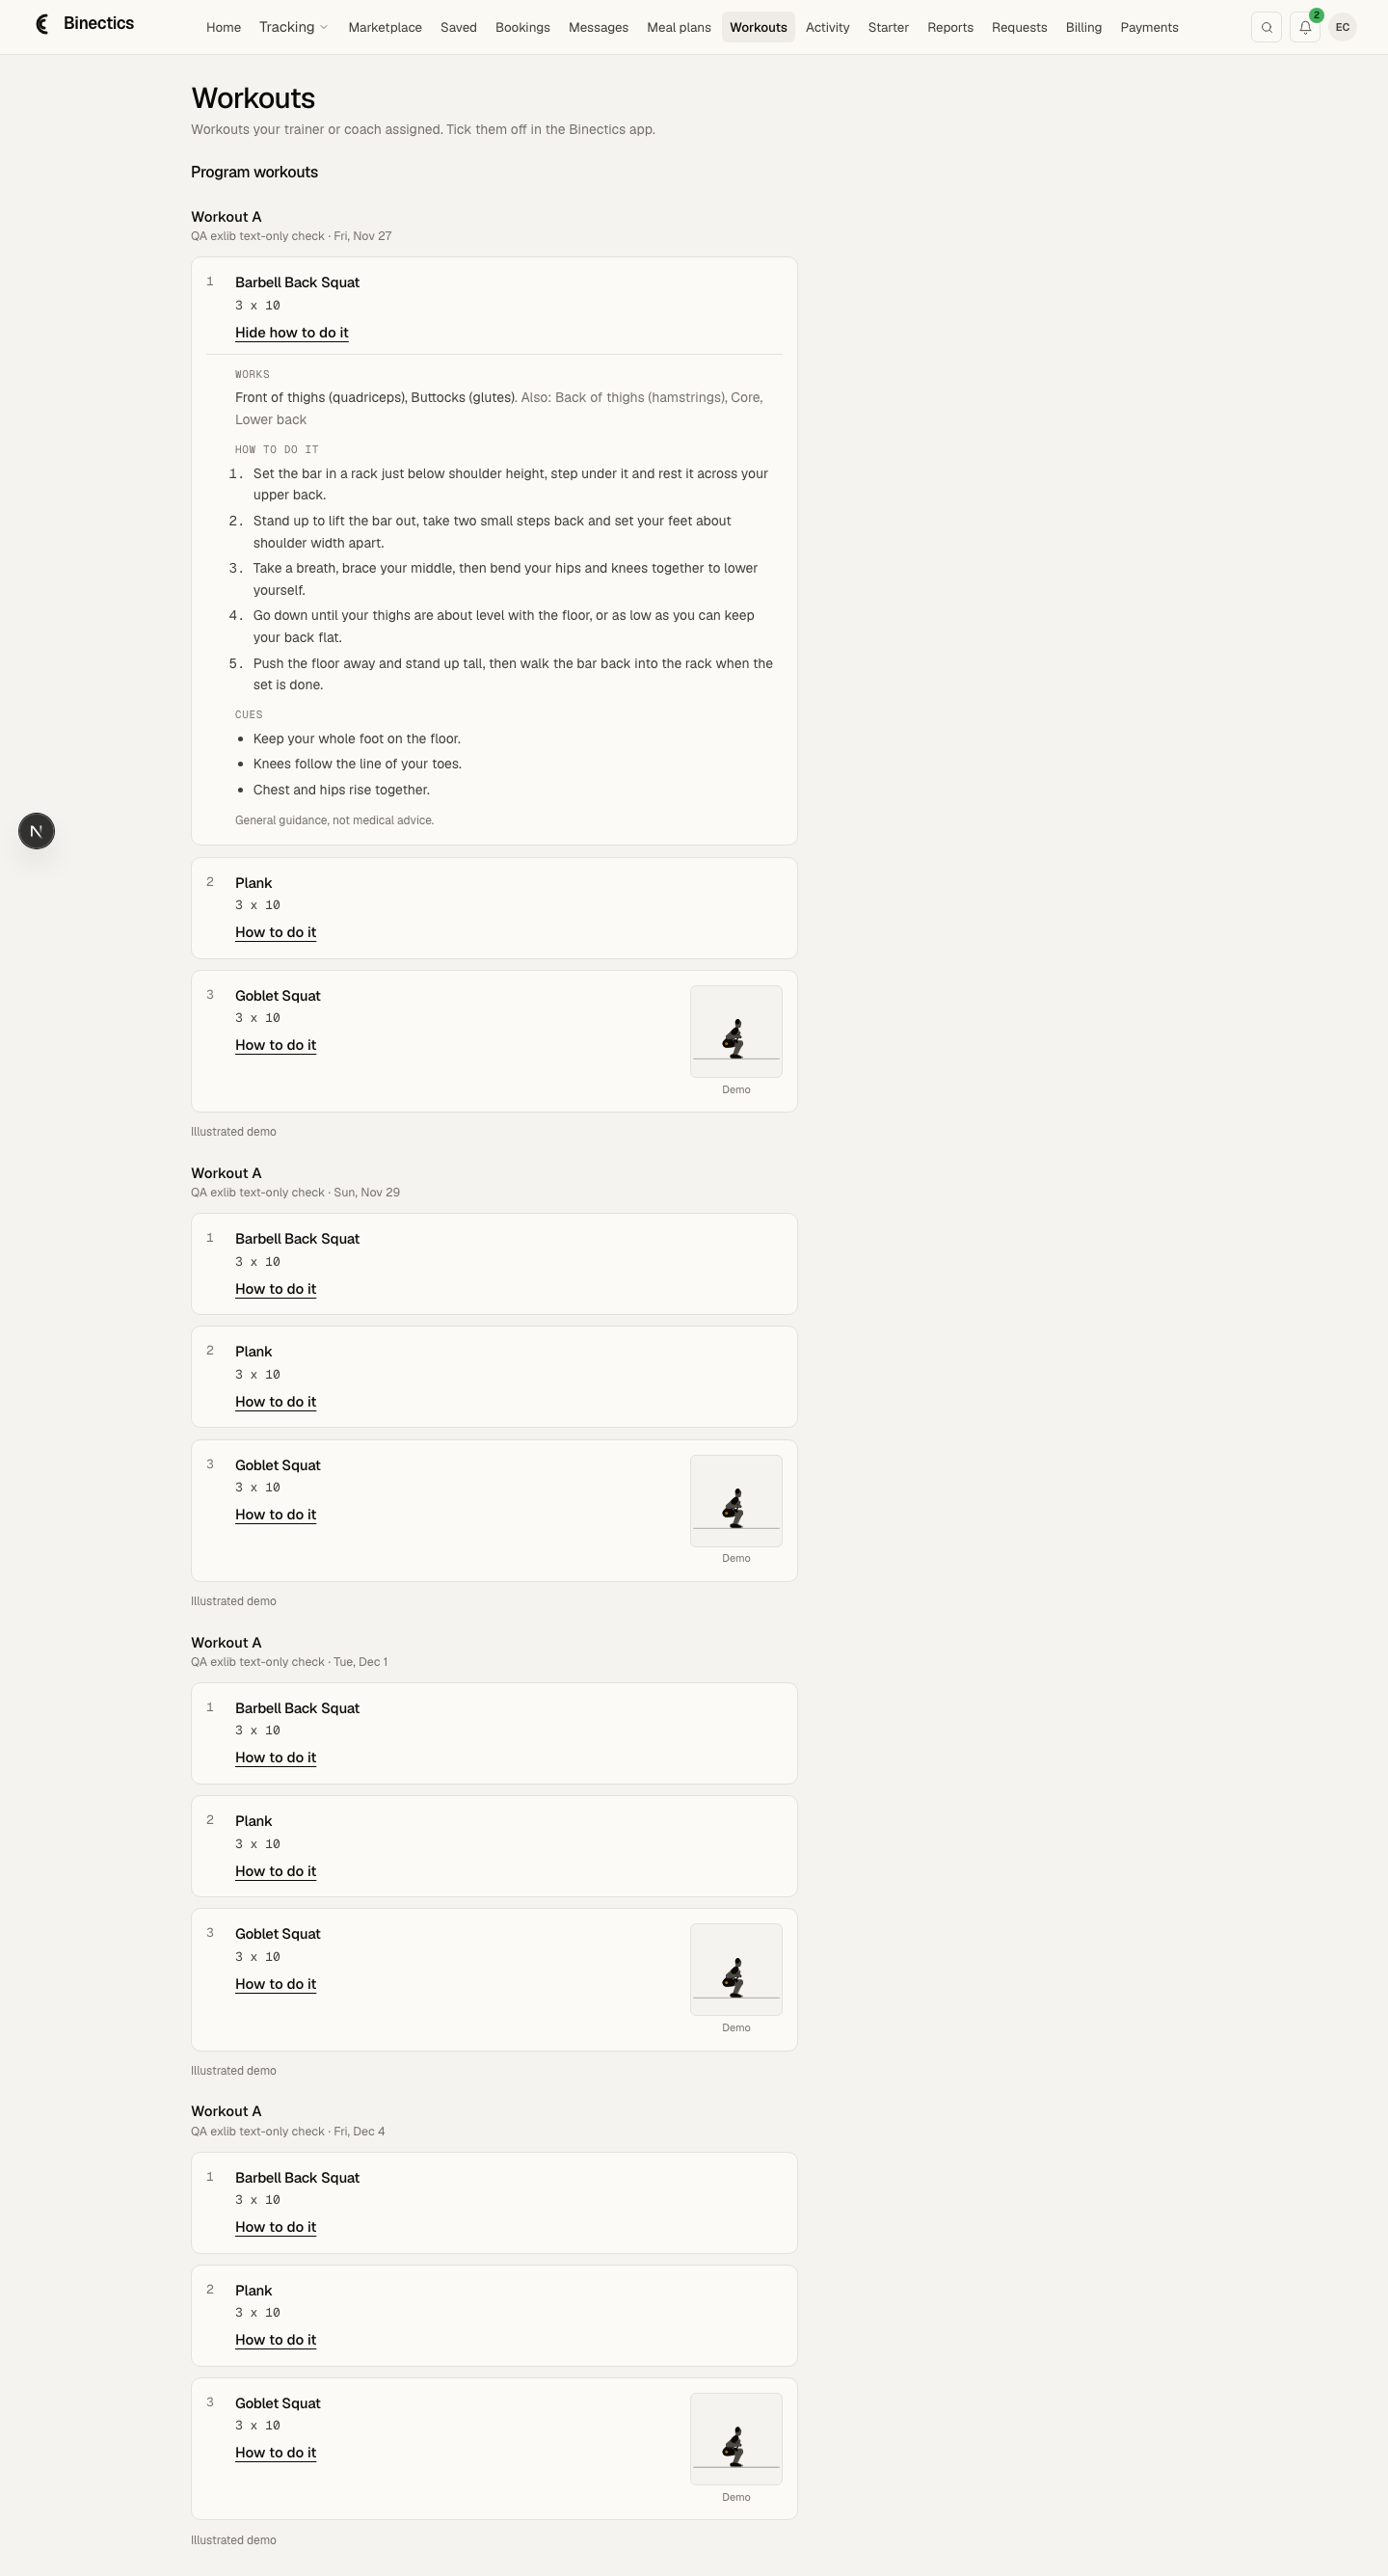 Binectics
Home Tracking Marketplace Saved Bookings Messages Meal plans Workouts Activity Starter Reports Requests Billing Payments
2
EC
Workouts
Workouts your trainer or coach assigned. Tick them off in the Binectics app.
Program workouts
Workout A
QA exlib text-only check · Fri, Nov 27
1 Barbell Back Squat
3 x 10
Hide how to do it
WORKS
Front of thighs (quadriceps), Buttocks (glutes). Also: Back of thighs (hamstrings), Core,
Lower back
HOW TO DO IT
1. Set the bar in a rack just below shoulder height, step under it and rest it across your
upper back.
2. Stand up to lift the bar out, take two small steps back and set your feet about
shoulder width apart.
3. Take a breath, brace your middle, then bend your hips and knees together to lower
yourself.
4. Go down until your thighs are about level with the floor, or as low as you can keep
your back flat.
5. Push the floor away and stand up tall, then walk the bar back into the rack when the
set is done.
CUES
• Keep your whole foot on the floor.
• Knees follow the line of your toes.
• Chest and hips rise together.
General guidance, not medical advice.
N
2 Plank
3 x 10
How to do it
3 Goblet Squat
3 x 10
How to do it
Demo
Illustrated demo
Workout A
QA exlib text-only check · Sun, Nov 29
1 Barbell Back Squat
3 x 10
How to do it
2 Plank
3 x 10
How to do it
3 Goblet Squat
3 x 10
How to do it
Demo
Illustrated demo
Workout A
QA exlib text-only check · Tue, Dec 1
1 Barbell Back Squat
3 x 10
How to do it
2 Plank
3 x 10
How to do it
3 Goblet Squat
3 x 10
How to do it
Demo
Illustrated demo
Workout A
QA exlib text-only check · Fri, Dec 4
1 Barbell Back Squat
3 x 10
How to do it
2 Plank
3 x 10
How to do it
3 Goblet Squat
3 x 10
How to do it
Demo
Illustrated demo